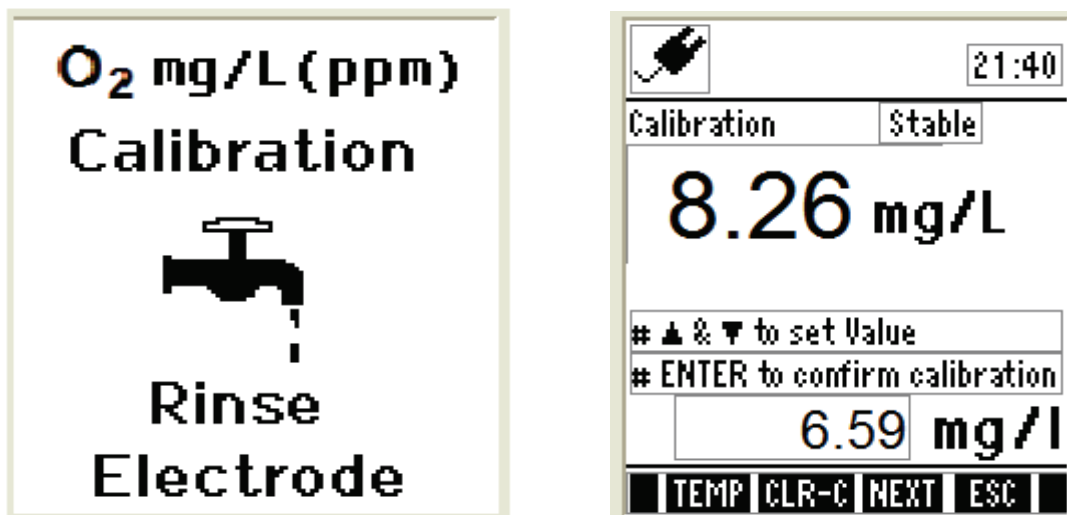 O₂ mg/L(ppm)
Calibration
Rinse
Electrode
21:40
Calibration Stable
8.26 mg/L
# ▲ & ▼ to set Value
# ENTER to confirm calibration
6.59 mg/l
TEMP CLR-C NEXT ESC